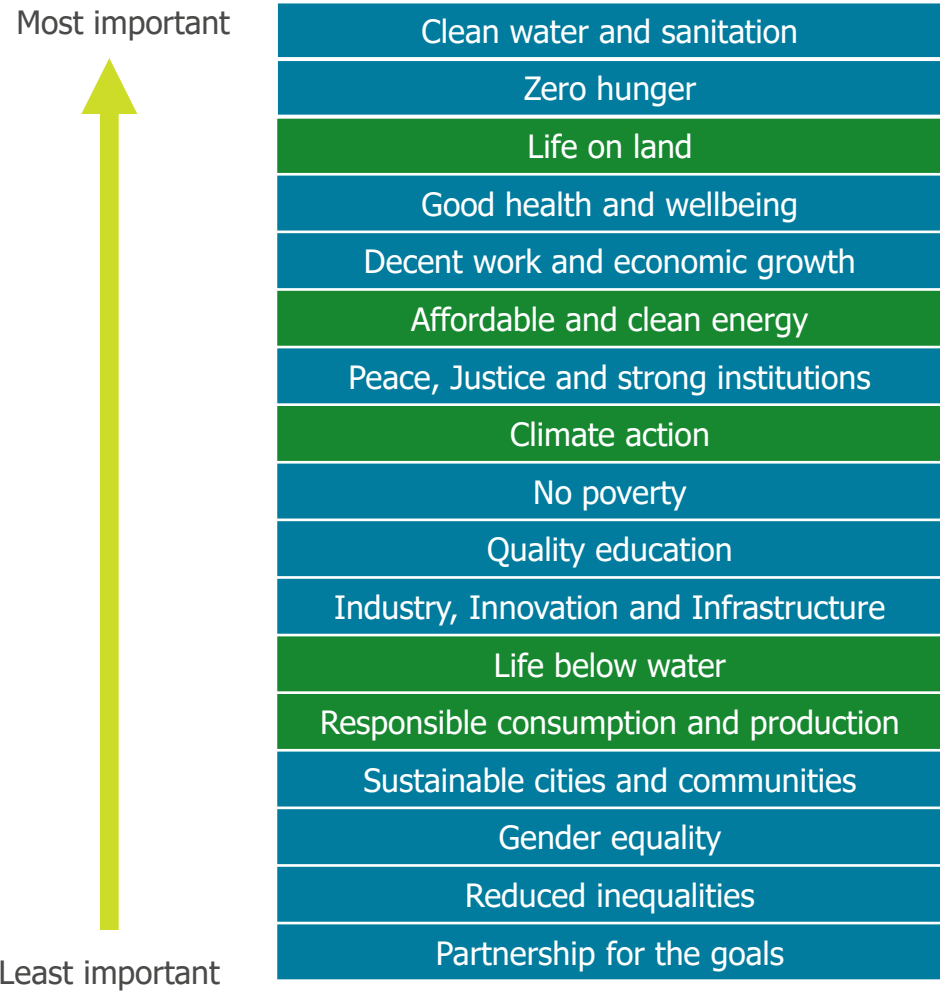 Most important
Clean water and sanitation
Zero hunger
Life on land
Good health and wellbeing
Decent work and economic growth
Affordable and clean energy
Peace, Justice and strong institutions
Climate action
No poverty
Quality education
Industry, Innovation and Infrastructure
Life below water
Responsible consumption and production
Sustainable cities and communities
Gender equality
Reduced inequalities
Partnership for the goals
Least important